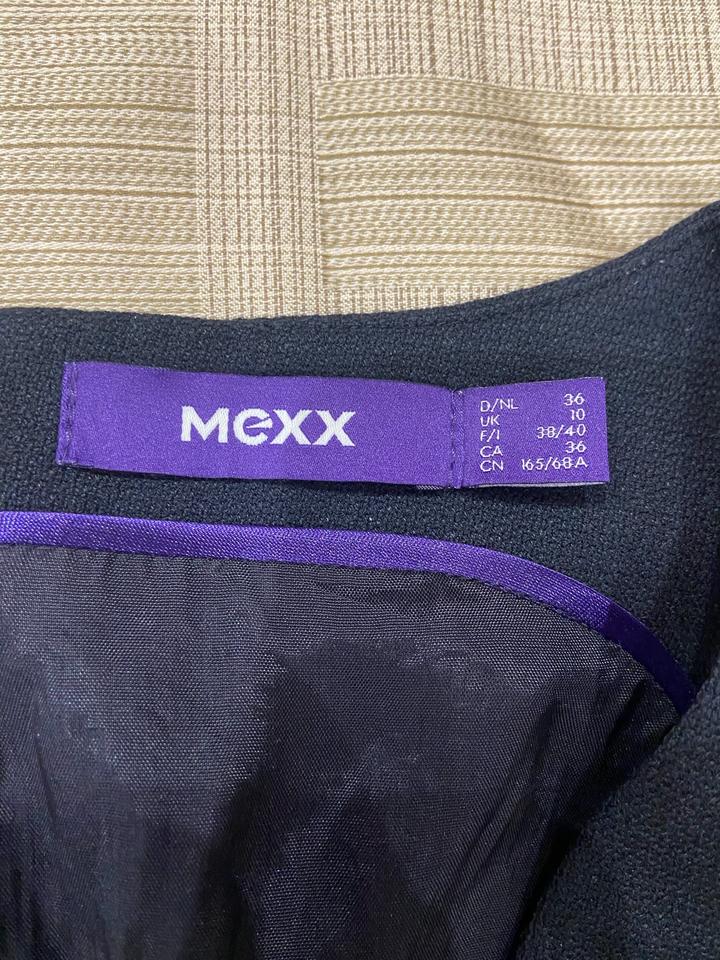 Mexx
D/NL 36
UK 10
F/I 38/40
CA 36
CN 165/68A